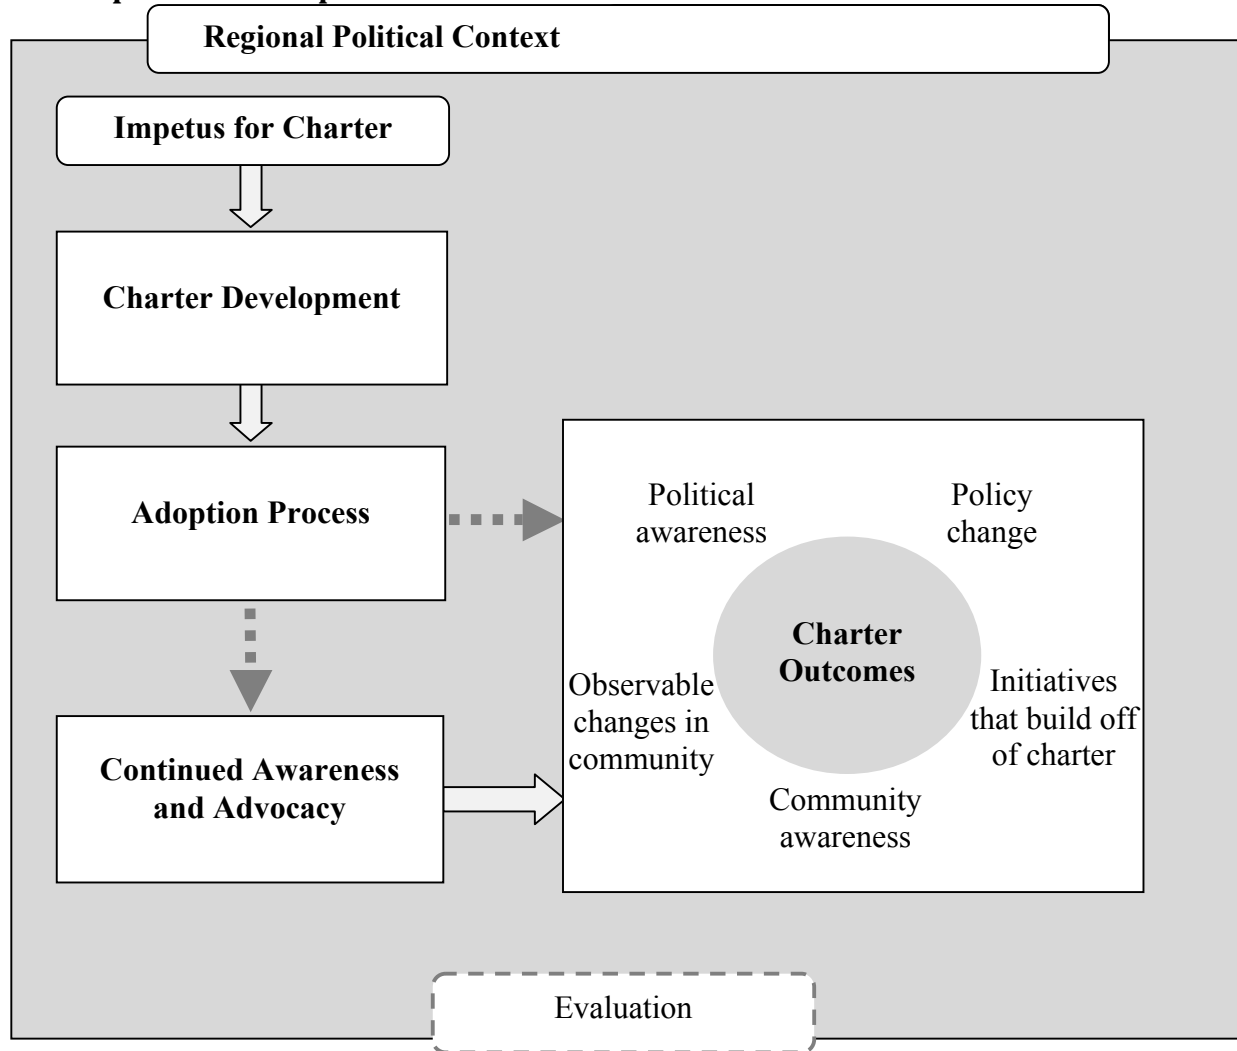 Regional Political Context
Impetus for Charter
Charter Development
Adoption Process
Political
awareness
Policy
change
Charter
Outcomes
Observable
changes in
community
Initiatives
that build off
of charter
Continued Awareness
and Advocacy
Community
awareness
Evaluation